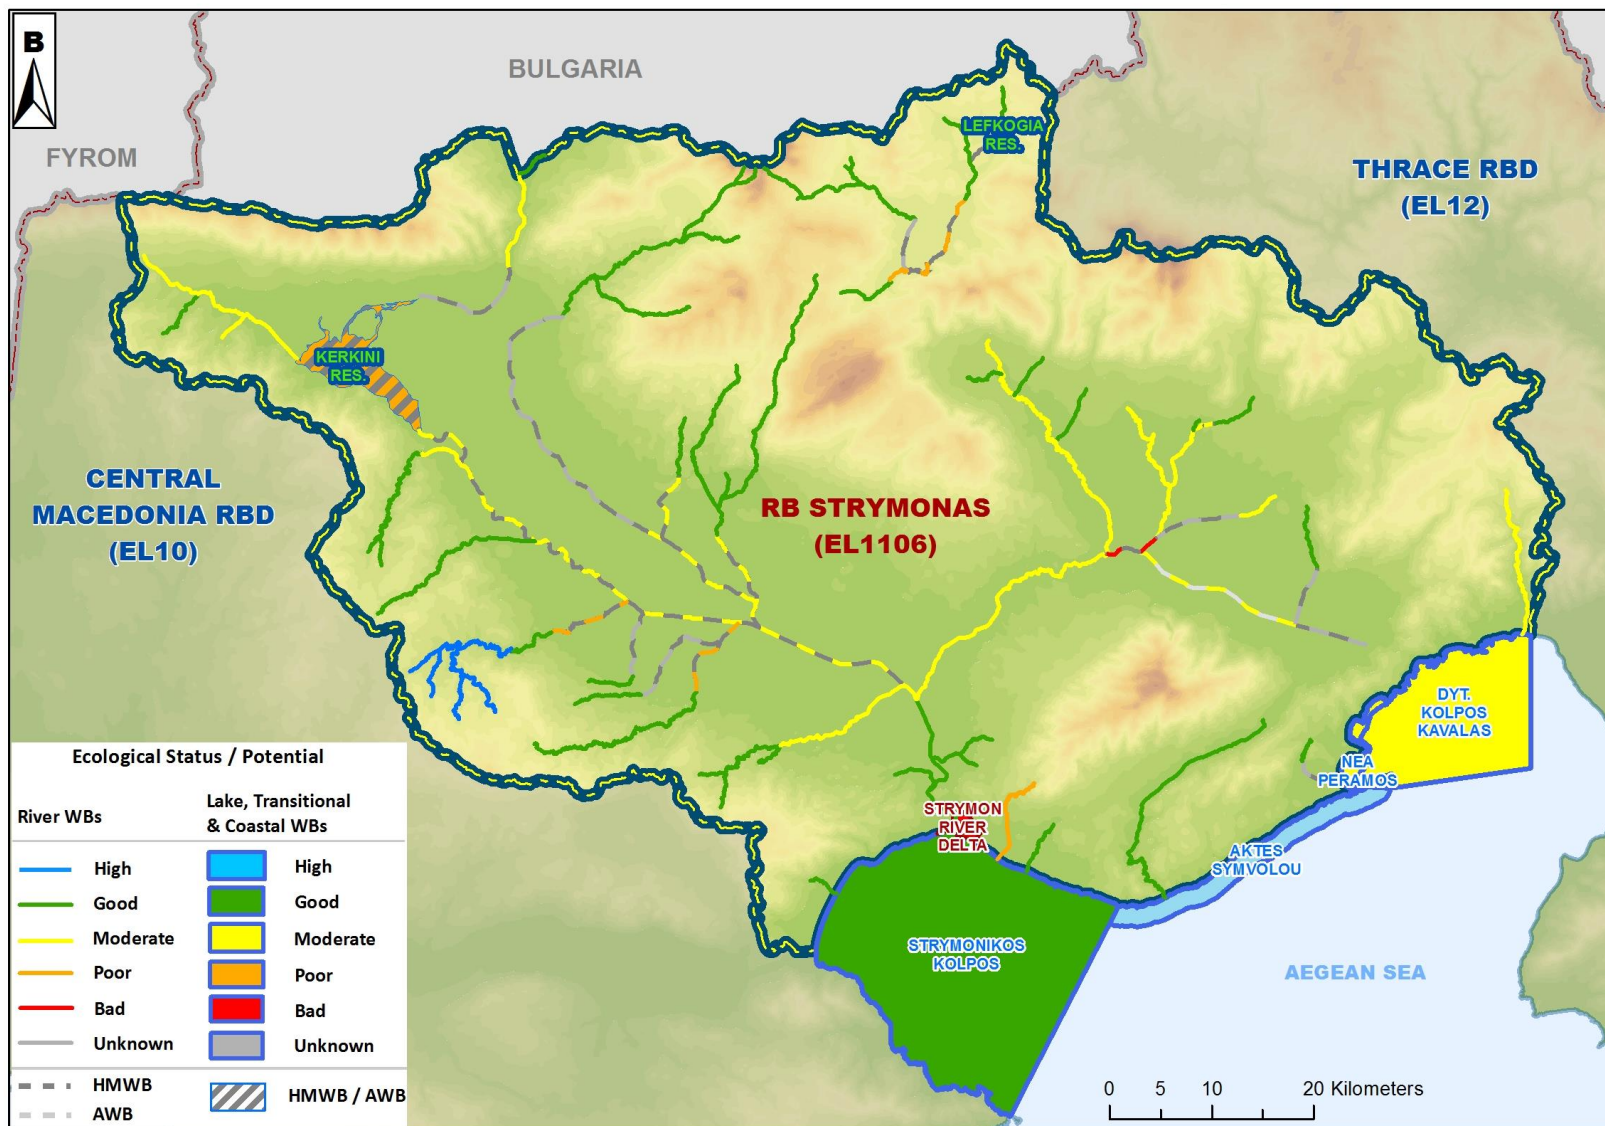 B
BULGARIA
FYROM
LEFKOGIA
RES.
THRACE RBD
(EL12)
KERKINI
RES.
CENTRAL
MACEDONIA RBD
(EL10)
RB STRYMONAS
(EL1106)
DYT.
KOLPOS
KAVALAS
NEA
PERAMOS
STRYMON
RIVER
DELTA
AKTES
SYMVOLOU
STRYMONIKOS
KOLPOS
AEGEAN SEA
Ecological Status / Potential
River WBs
Lake, Transitional
& Coastal WBs
High
High
Good
Good
Moderate
Moderate
Poor
Poor
Bad
Bad
Unknown
Unknown
HMWB
AWB
HMWB / AWB
0 5 10 20 Kilometers